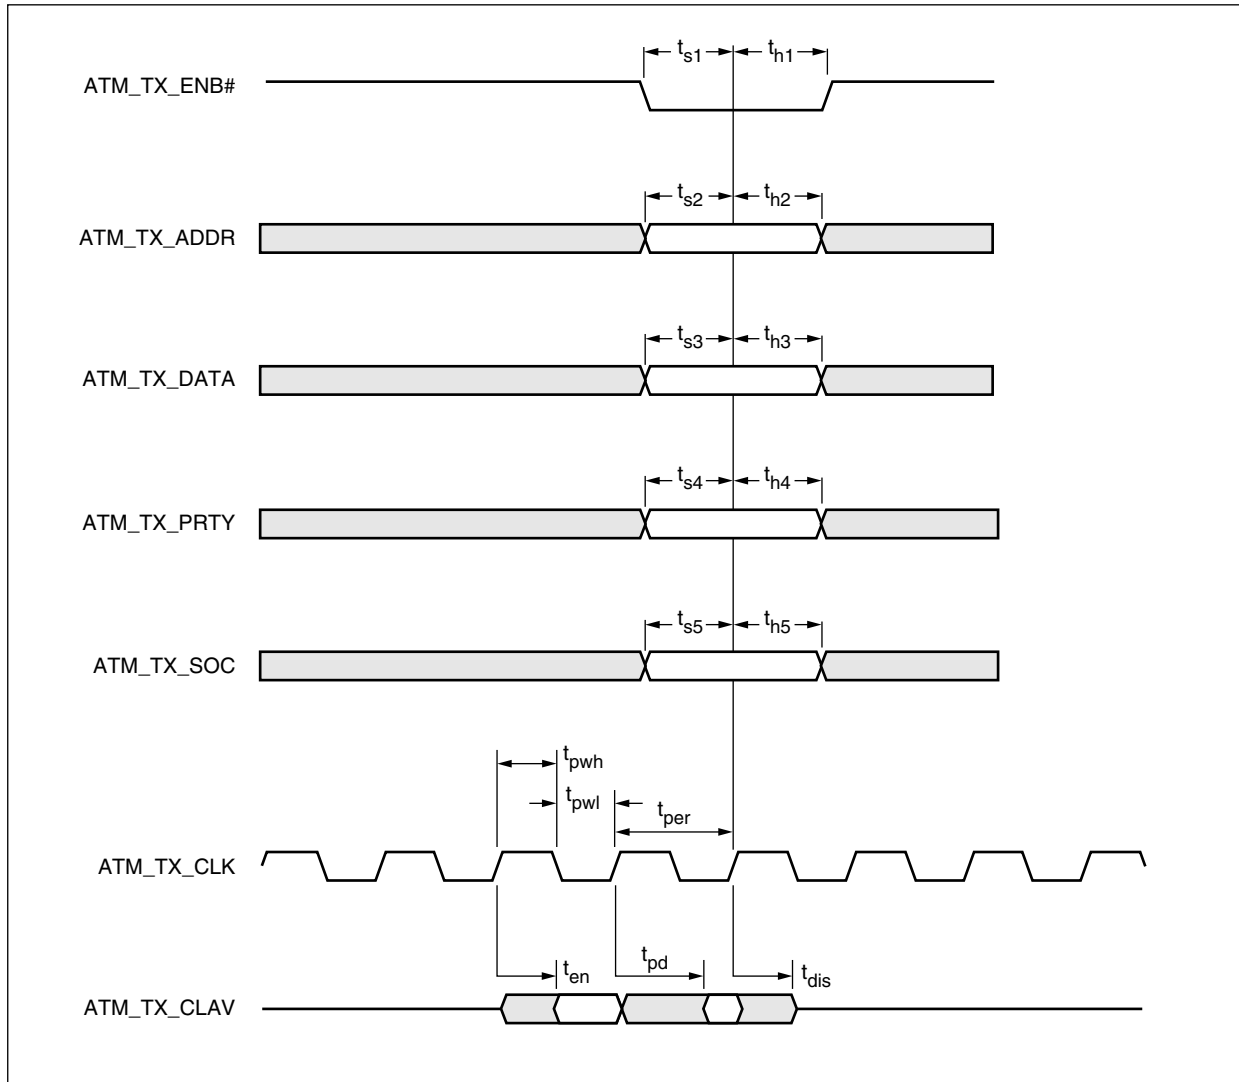 t_s1 t_h1
ATM_TX_ENB#
t_s2 t_h2
ATM_TX_ADDR
t_s3 t_h3
ATM_TX_DATA
t_s4 t_h4
ATM_TX_PRTY
t_s5 t_h5
ATM_TX_SOC
t_pwh
t_pwl
t_per
ATM_TX_CLK
t_en t_pd t_dis
ATM_TX_CLAV